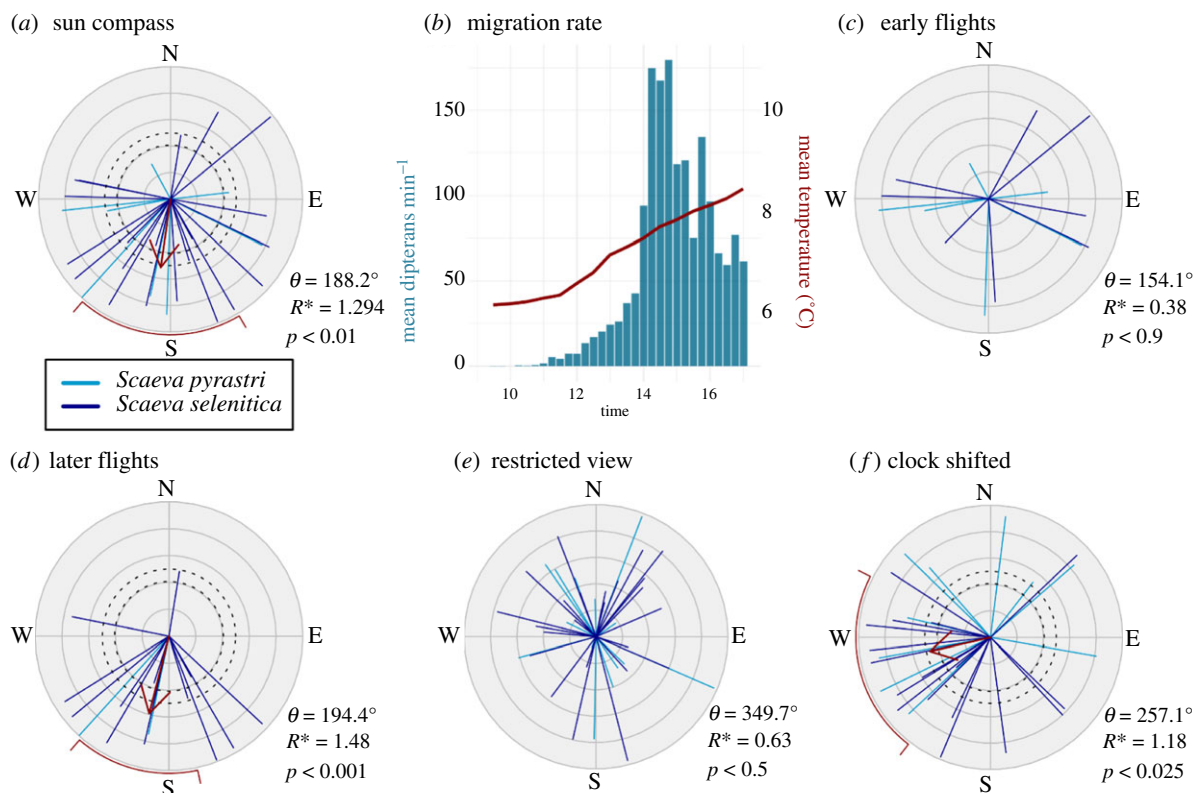 (a) sun compass
N
W
E
S
θ = 188.2°
R* = 1.294
p < 0.01
Scaeva pyrastri
Scaeva selenitica
(b) migration rate
mean dipterans min⁻¹
150
100
50
0
10
8
6
mean temperature (°C)
10
12
14
16
time
(c) early flights
N
W
E
S
θ = 154.1°
R* = 0.38
p < 0.9
(d) later flights
N
W
E
S
θ = 194.4°
R* = 1.48
p < 0.001
(e) restricted view
N
W
E
S
θ = 349.7°
R* = 0.63
p < 0.5
(f) clock shifted
N
W
E
S
θ = 257.1°
R* = 1.18
p < 0.025